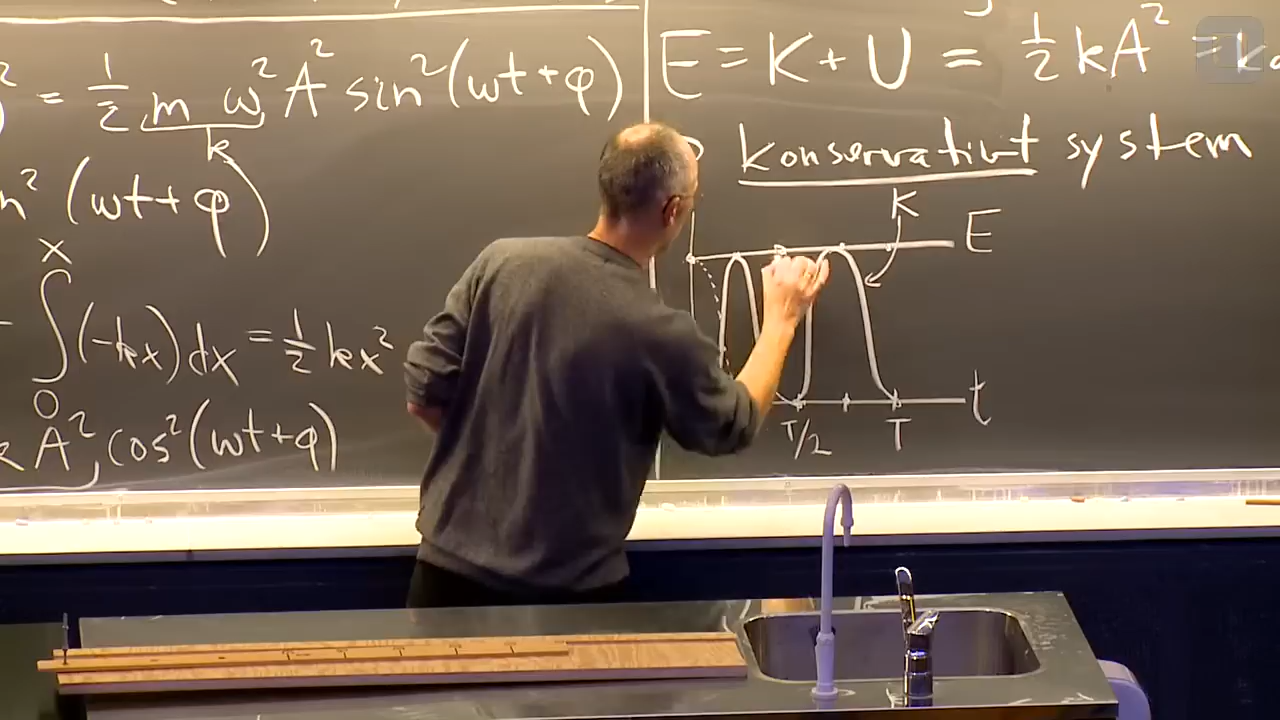 ² = ½ m ω² A² sin² (ωt + φ)
k
n² (ωt + φ)
x
∫ (-kx) dx = ½ kx²
0
k A² cos² (ωt + φ)
E = K + U = ½ kA² =
konservativt system
K
E
t
T/2
T